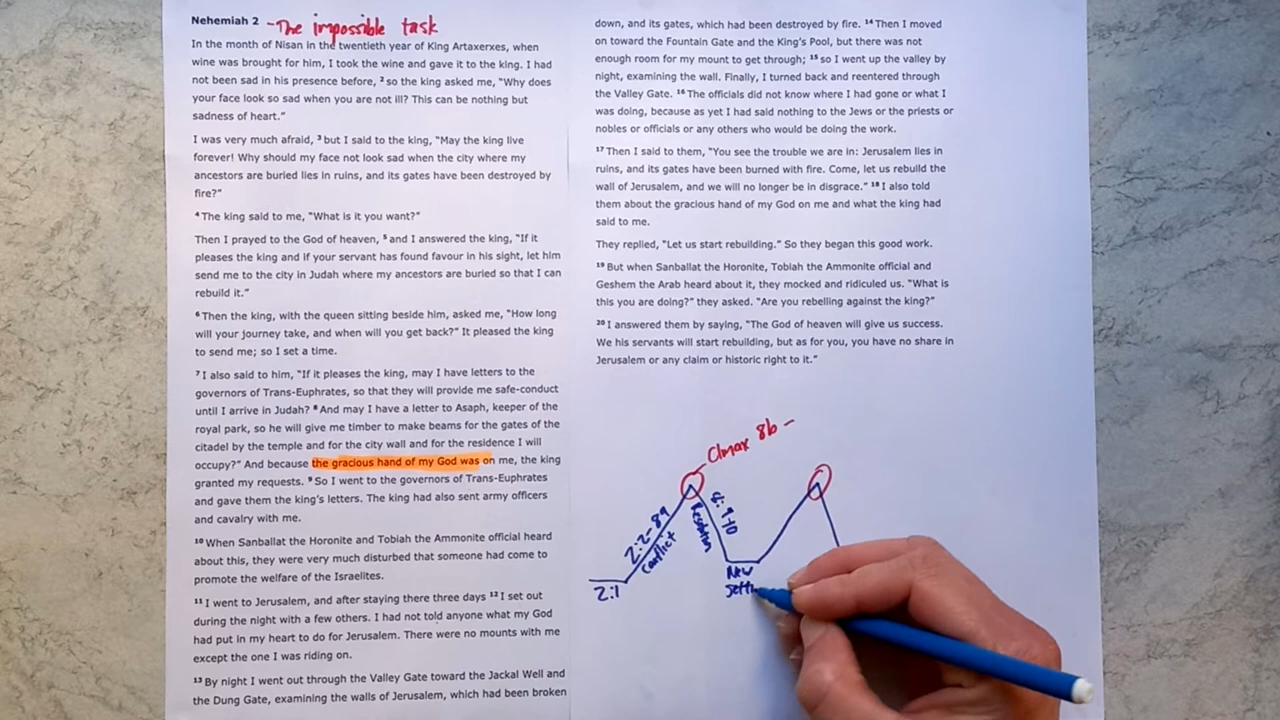 Nehemiah 2 - The impossible task
In the month of Nisan in the twentieth year of King Artaxerxes, when
wine was brought for him, I took the wine and gave it to the king. I had
not been sad in his presence before, ² so the king asked me, “Why does
your face look so sad when you are not ill? This can be nothing but
sadness of heart.”
I was very much afraid, ³ but I said to the king, “May the king live
forever! Why should my face not look sad when the city where my
ancestors are buried lies in ruins, and its gates have been destroyed by
fire?”
⁴ The king said to me, “What is it you want?”
Then I prayed to the God of heaven, ⁵ and I answered the king, “If it
pleases the king and if your servant has found favour in his sight, let him
send me to the city in Judah where my ancestors are buried so that I can
rebuild it.”
⁶ Then the king, with the queen sitting beside him, asked me, “How long
will your journey take, and when will you get back?” It pleased the king
to send me; so I set a time.
⁷ I also said to him, “If it pleases the king, may I have letters to the
governors of Trans-Euphrates, so that they will provide me safe-conduct
until I arrive in Judah? ⁸ And may I have a letter to Asaph, keeper of the
royal park, so he will give me timber to make beams for the gates of the
citadel by the temple and for the city wall and for the residence I will
occupy?” And because the gracious hand of my God was on me, the king
granted my requests. ⁹ So I went to the governors of Trans-Euphrates
and gave them the king’s letters. The king had also sent army officers
and cavalry with me.
¹⁰ When Sanballat the Horonite and Tobiah the Ammonite official heard
about this, they were very much disturbed that someone had come to
promote the welfare of the Israelites.
¹¹ I went to Jerusalem, and after staying there three days ¹² I set out
during the night with a few others. I had not told anyone what my God
had put in my heart to do for Jerusalem. There were no mounts with me
except the one I was riding on.
¹³ By night I went out through the Valley Gate toward the Jackal Well and
the Dung Gate, examining the walls of Jerusalem, which had been broken
down, and its gates, which had been destroyed by fire. ¹⁴ Then I moved
on toward the Fountain Gate and the King’s Pool, but there was not
enough room for my mount to get through; ¹⁵ so I went up the valley by
night, examining the wall. Finally, I turned back and reentered through
the Valley Gate. ¹⁶ The officials did not know where I had gone or what I
was doing, because as yet I had said nothing to the Jews or the priests or
nobles or officials or any others who would be doing the work.
¹⁷ Then I said to them, “You see the trouble we are in: Jerusalem lies in
ruins, and its gates have been burned with fire. Come, let us rebuild the
wall of Jerusalem, and we will no longer be in disgrace.” ¹⁸ I also told
them about the gracious hand of my God on me and what the king had
said to me.
They replied, “Let us start rebuilding.” So they began this good work.
¹⁹ But when Sanballat the Horonite, Tobiah the Ammonite official and
Geshem the Arab heard about it, they mocked and ridiculed us. “What is
this you are doing?” they asked. “Are you rebelling against the king?”
²⁰ I answered them by saying, “The God of heaven will give us success.
We his servants will start rebuilding, but as for you, you have no share in
Jerusalem or any claim or historic right to it.”
Climax 8b -
2:1
2:2-8a
Conflict
New